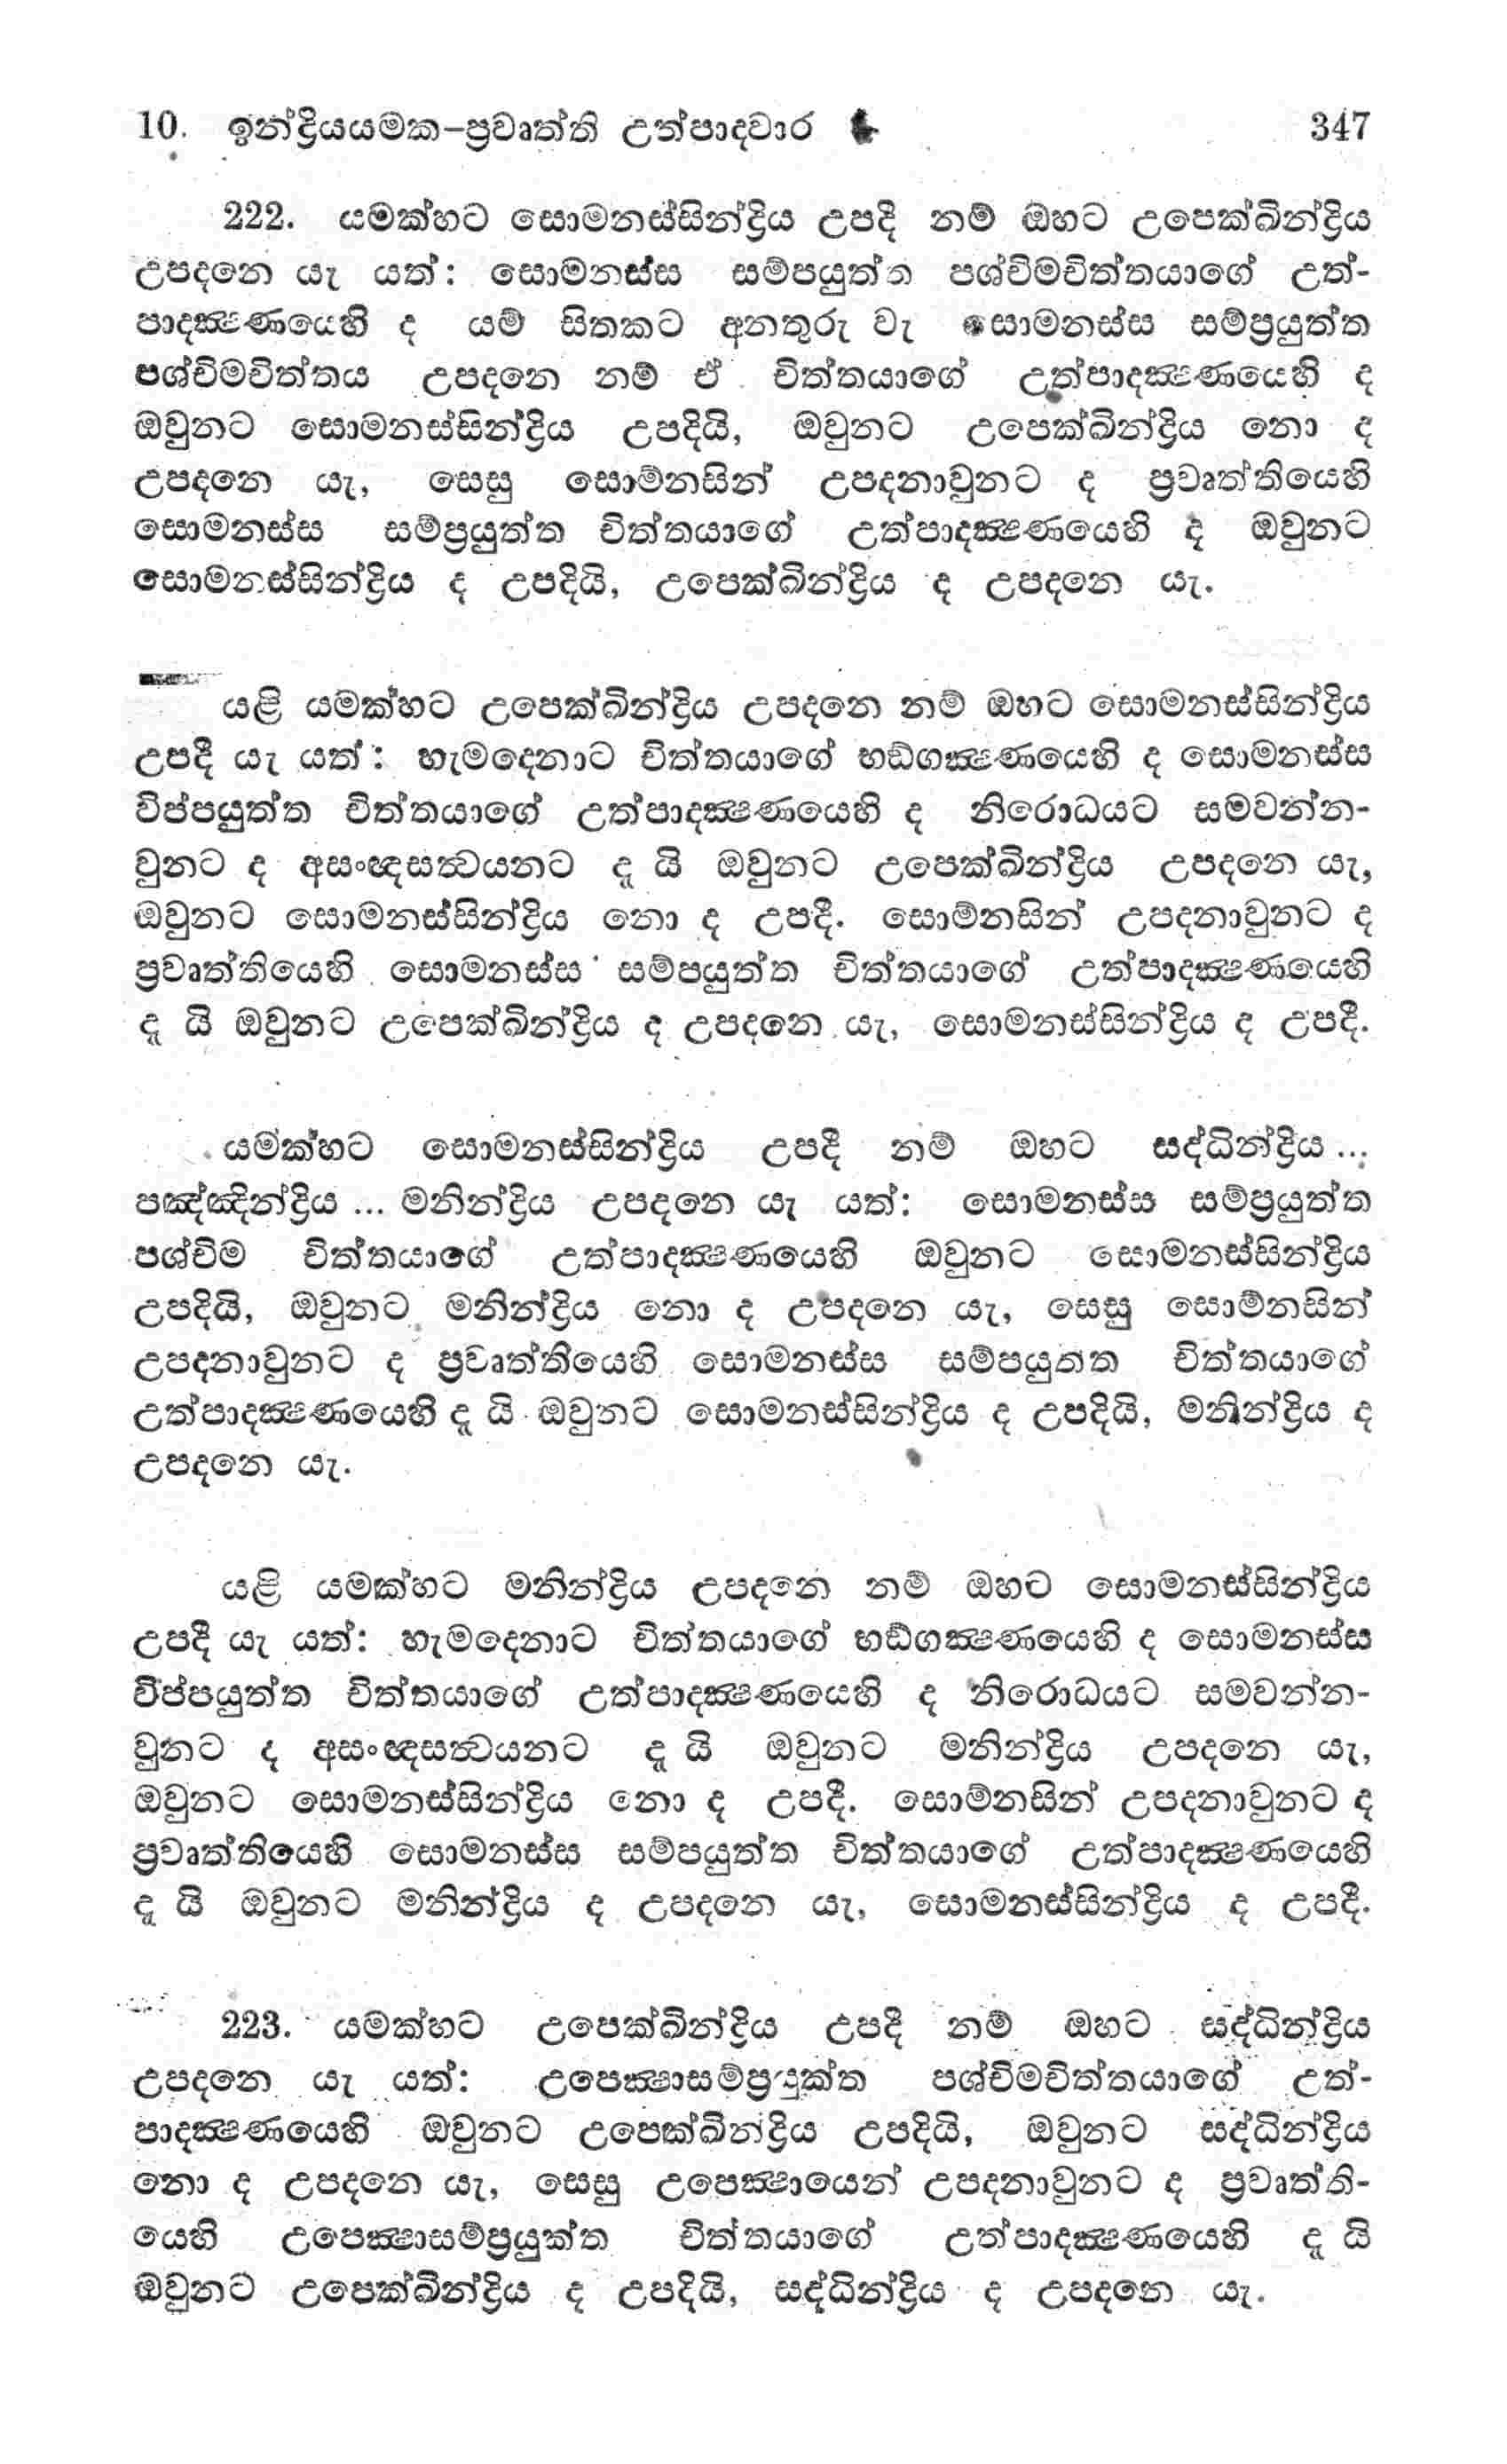 10. ඉන්ද්‍රියයමක–ප්‍රවෘත්ති උත්පාදවාර 347
222. යමක්හට සොමනස්සින්ද්‍රිය උපදී නම් ඔහට උපෙක්ඛින්ද්‍රිය
උපදනෙ යැ යත්: සොමනස්ස සම්පයුත්ත පශ්චිමචිත්තයාගේ උත්-
පාදක්‍ෂණයෙහි ද යම් සිතකට අනතුරු වැ සොමනස්ස සම්ප්‍රයුත්ත
පශ්චිමචිත්තය උපදනෙ නම් ඒ චිත්තයාගේ උත්පාදක්‍ෂණයෙහි ද
ඔවුනට සොමනස්සින්ද්‍රිය උපදියි, ඔවුනට උපෙක්ඛින්ද්‍රිය නො ද
උපදනෙ යැ, සෙසු සොම්නසින් උපදනාවුනට ද ප්‍රවෘත්තියෙහි
සොමනස්ස සම්ප්‍රයුත්ත චිත්තයාගේ උත්පාදක්‍ෂණයෙහි ද ඔවුනට
සොමනස්සින්ද්‍රිය ද උපදියි, උපෙක්ඛින්ද්‍රිය ද උපදනෙ යැ.
යළි යමක්හට උපෙක්ඛින්ද්‍රිය උපදනෙ නම් ඔහට සොමනස්සින්ද්‍රිය
උපදී යැ යත්: හැමදෙනාට චිත්තයාගේ භඩ්ගක්‍ෂණයෙහි ද සොමනස්ස
විප්පයුත්ත චිත්තයාගේ උත්පාදක්‍ෂණයෙහි ද නිරොධයට සමවන්න-
වුනට ද අසංඥසත්‍වයනට ද යි ඔවුනට උපෙක්ඛින්ද්‍රිය උපදනෙ යැ,
ඔවුනට සොමනස්සින්ද්‍රිය නො ද උපදී. සොම්නසින් උපදනාවුනට ද
ප්‍රවෘත්තියෙහි සොමනස්ස සම්පයුත්ත චිත්තයාගේ උත්පාදක්‍ෂණයෙහි
දැ යි ඔවුනට උපෙක්ඛින්ද්‍රිය ද උපදනෙ යැ, සොමනස්සින්ද්‍රිය ද උපදී.
යමක්හට සොමනස්සින්ද්‍රිය උපදී නම් ඔහට සද්ධින්ද්‍රිය ...
පඤ්ඤින්ද්‍රිය ... මනින්ද්‍රිය උපදනෙ යැ යත්: සොමනස්ස සම්ප්‍රයුත්ත
පශ්චිම චිත්තයාගේ උත්පාදක්‍ෂණයෙහි ඔවුනට සොමනස්සින්ද්‍රිය
උපදියි, ඔවුනට මනින්ද්‍රිය නො ද උපදනෙ යැ, සෙසු සොම්නසින්
උපදනාවුනට ද ප්‍රවෘත්තියෙහි සොමනස්ස සම්පයුතත චිත්තයාගේ
උත්පාදක්‍ෂණයෙහි දැ යි ඔවුනට සොමනස්සින්ද්‍රිය ද උපදියි, මනින්ද්‍රිය ද
උපදනෙ යැ.
යළි යමක්හට මනින්ද්‍රිය උපදනෙ නම් ඔහට සොමනස්සින්ද්‍රිය
උපදී යැ යත්: හැමදෙනාට චිත්තයාගේ භඩ්ගක්‍ෂණයෙහි ද සොමනස්ස
විප්පයුත්ත චිත්තයාගේ උත්පාදක්‍ෂණයෙහි ද නිරොධයට සමවන්න-
වුනට ද අසංඥසත්‍වයනට දැ යි ඔවුනට මනින්ද්‍රිය උපදනෙ යැ,
ඔවුනට සොමනස්සින්ද්‍රිය නො ද උපදී. සොම්නසින් උපදනාවුනට ද
ප්‍රවෘත්තියෙහි සොමනස්ස සම්පයුත්ත චිත්තයාගේ උත්පාදක්‍ෂණයෙහි
දැ යි ඔවුනට මනින්ද්‍රිය ද උපදනෙ යැ, සොමනස්සින්ද්‍රිය ද උපදී.
223. යමක්හට උපෙක්ඛින්ද්‍රිය උපදී නම් ඔහට සද්ධින්ද්‍රිය
උපදනෙ යැ යත්: උපෙක්‍ෂාසම්ප්‍රයුක්ත පශ්චිමචිත්තයාගේ උත්-
පාදක්‍ෂණයෙහි ඔවුනට උපෙක්ඛින්ද්‍රිය උපදියි, ඔවුනට සද්ධින්ද්‍රිය
නො ද උපදනෙ යැ, සෙසු උපෙක්‍ෂායෙන් උපදනාවුනට ද ප්‍රවෘත්ති-
යෙහි උපෙක්‍ෂාසම්ප්‍රයුක්ත චිත්තයාගේ උත්පාදක්‍ෂණයෙහි දැ යි
ඔවුනට උපෙක්ඛින්ද්‍රිය ද උපදියි, සද්ධින්ද්‍රිය ද උපදනෙ යැ.